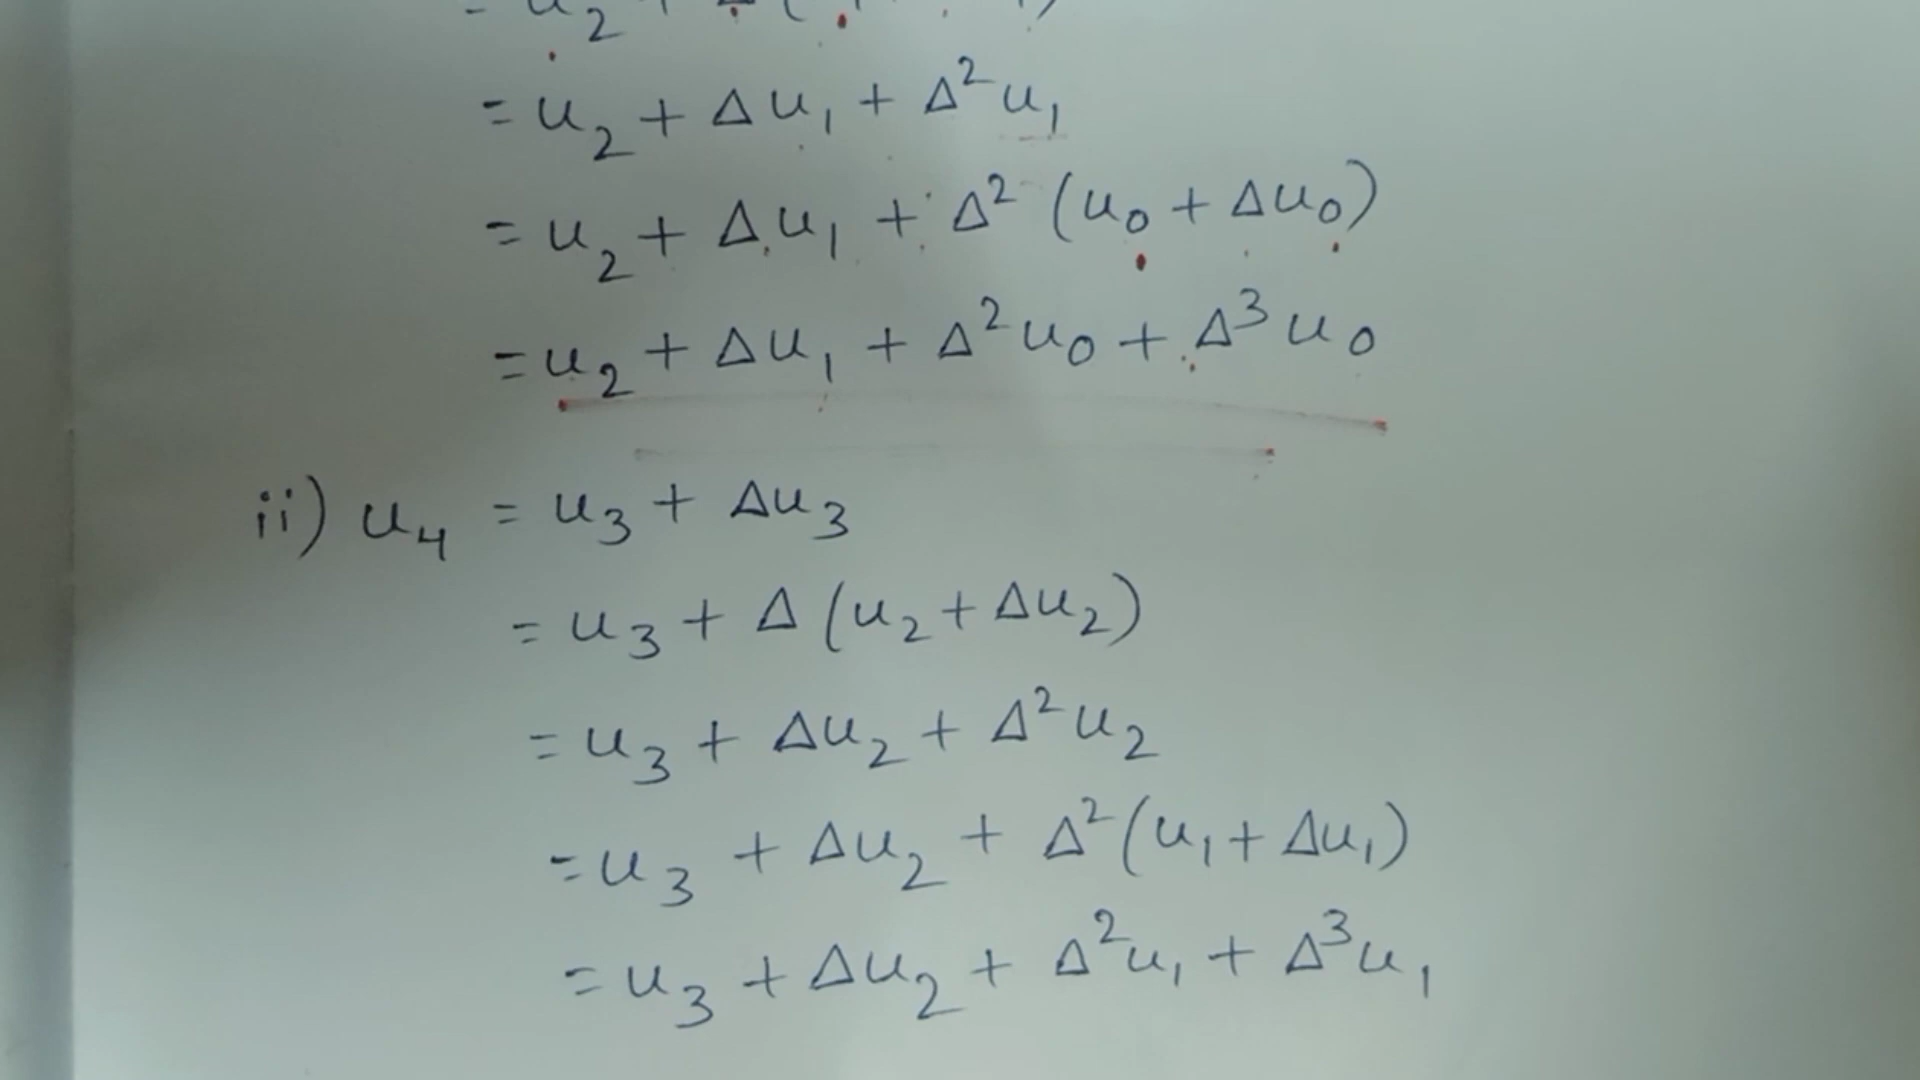 = u₂ + Δ(
= u₂ + Δu₁ + Δ²u₁
= u₂ + Δu₁ + Δ²(u₀ + Δu₀)
= u₂ + Δu₁ + Δ²u₀ + Δ³u₀
ii) u₄ = u₃ + Δu₃
= u₃ + Δ(u₂ + Δu₂)
= u₃ + Δu₂ + Δ²u₂
= u₃ + Δu₂ + Δ²(u₁ + Δu₁)
= u₃ + Δu₂ + Δ²u₁ + Δ³u₁